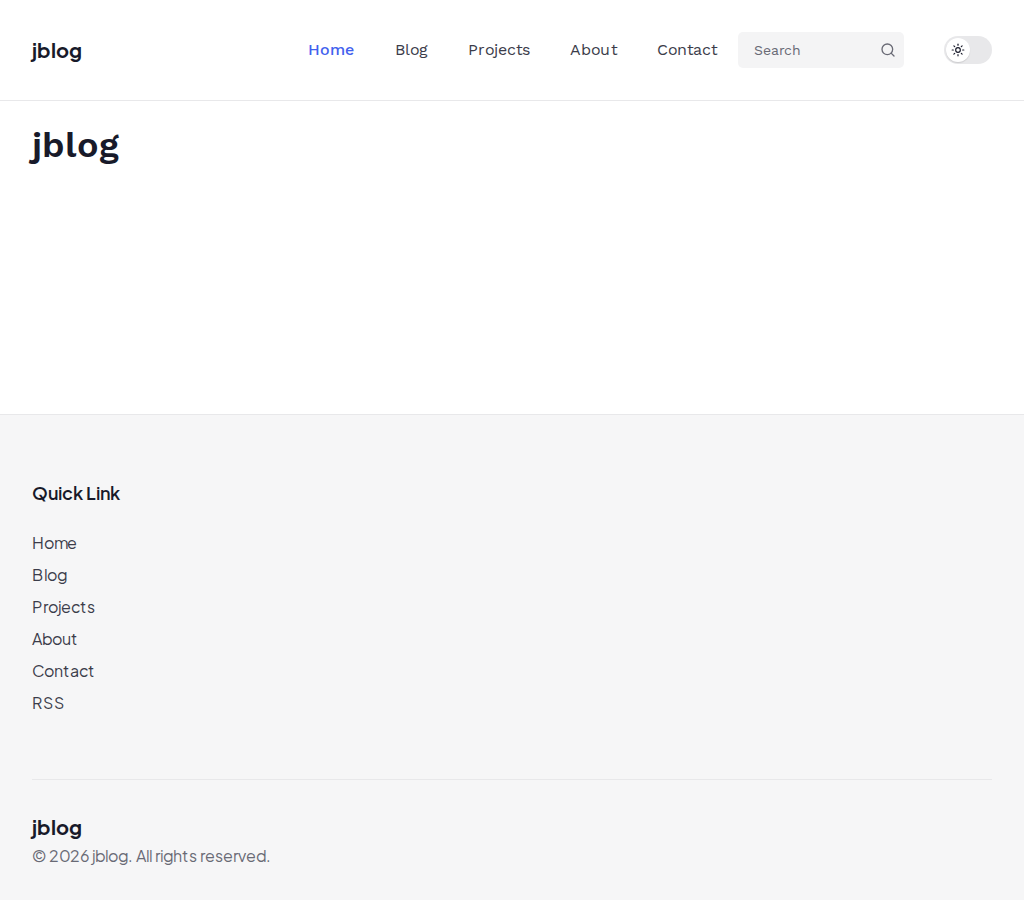 jblog
Home
Blog
Projects
About
Contact
Search
jblog
Quick Link
Home
Blog
Projects
About
Contact
RSS
jblog
© 2026 jblog. All rights reserved.